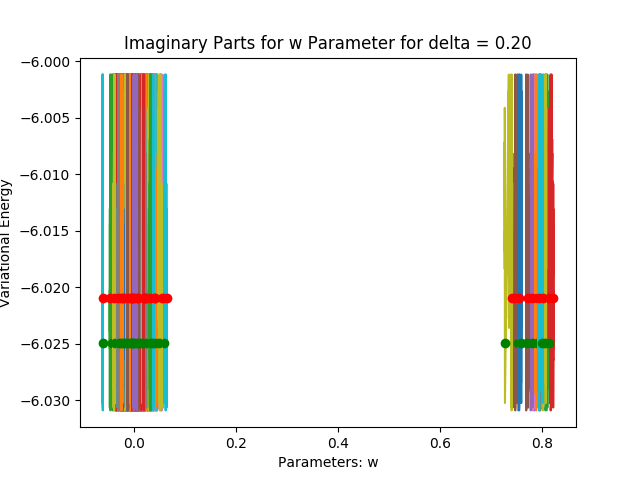 Imaginary Parts for w Parameter for delta = 0.20
−6.000
−6.005
−6.010
−6.015
−6.020
−6.025
−6.030
Variational Energy
0.0 0.2 0.4 0.6 0.8
Parameters: w